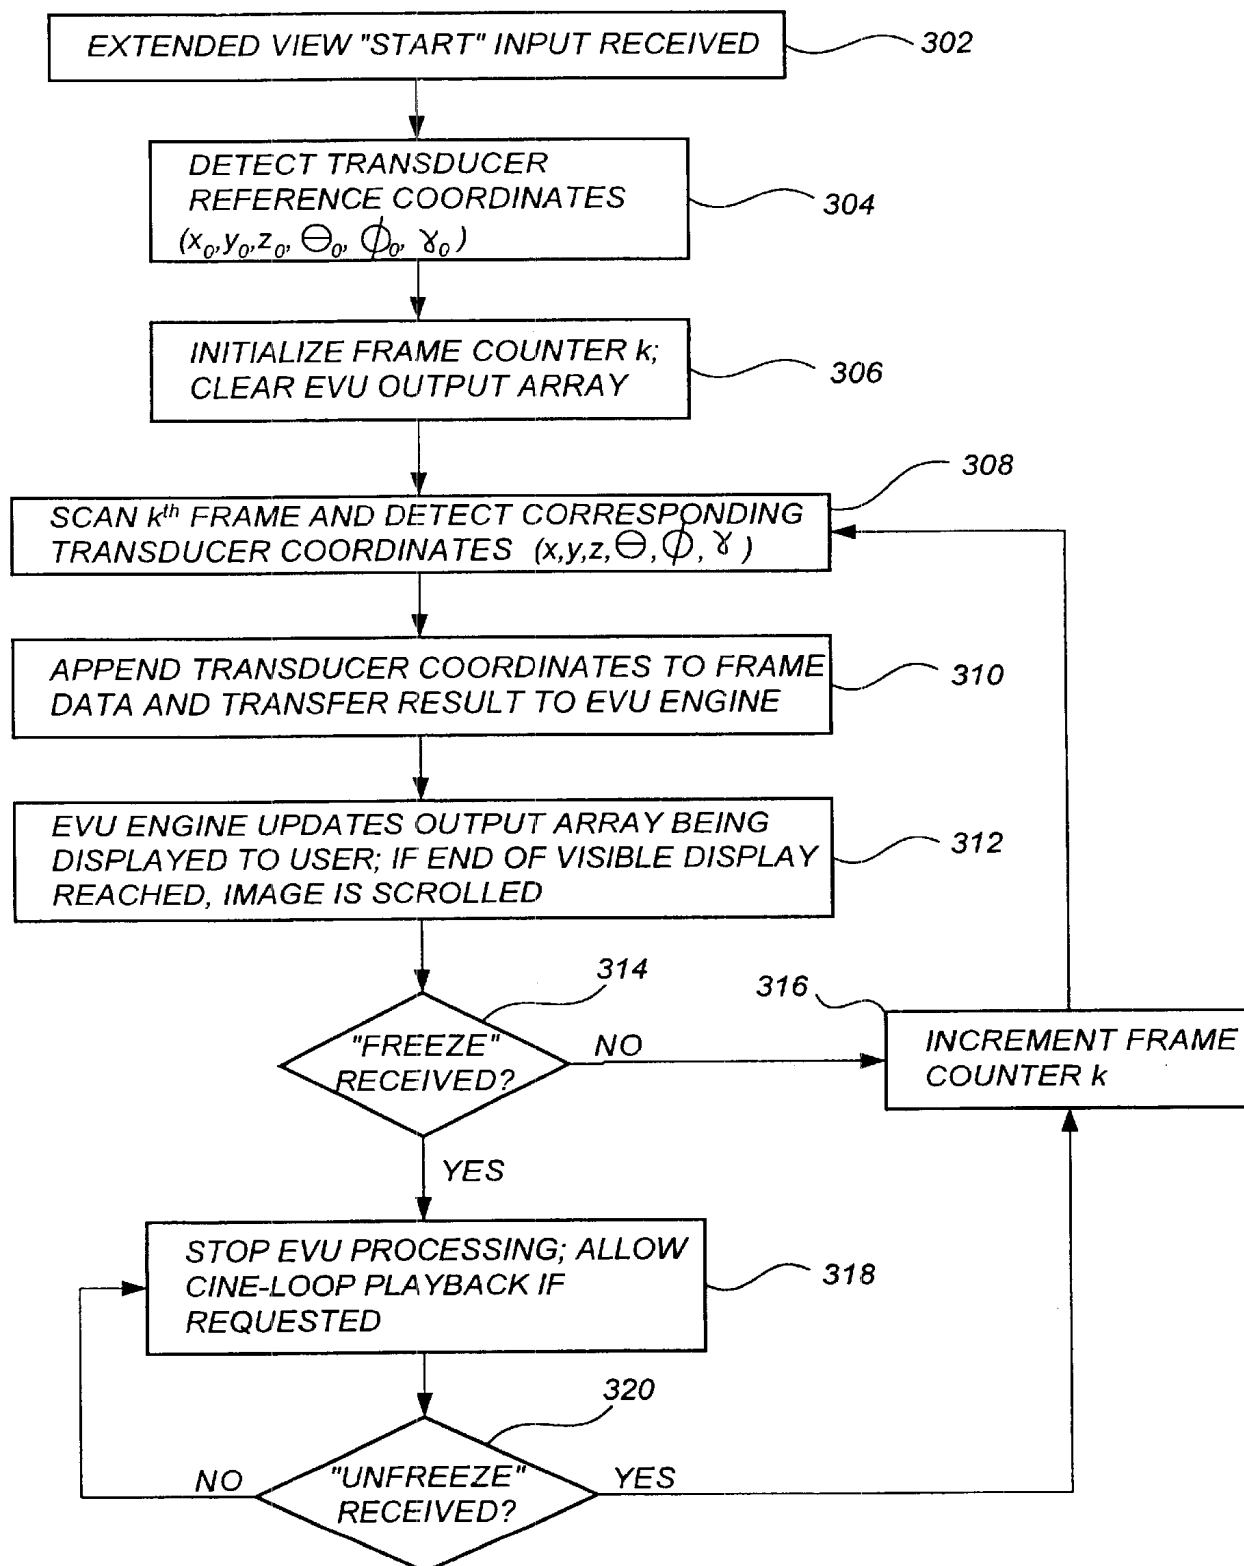 EXTENDED VIEW "START" INPUT RECEIVED
302
DETECT TRANSDUCER
REFERENCE COORDINATES
(x₀,y₀,z₀, Θ₀, ϕ₀, γ₀)
304
INITIALIZE FRAME COUNTER k;
CLEAR EVU OUTPUT ARRAY
306
308
SCAN kᵗʰ FRAME AND DETECT CORRESPONDING
TRANSDUCER COORDINATES (x,y,z,Θ,ϕ,γ)
APPEND TRANSDUCER COORDINATES TO FRAME
DATA AND TRANSFER RESULT TO EVU ENGINE
310
EVU ENGINE UPDATES OUTPUT ARRAY BEING
DISPLAYED TO USER; IF END OF VISIBLE DISPLAY
REACHED, IMAGE IS SCROLLED
312
314
"FREEZE"
RECEIVED?
NO
316
INCREMENT FRAME
COUNTER k
YES
STOP EVU PROCESSING; ALLOW
CINE-LOOP PLAYBACK IF
REQUESTED
318
320
"UNFREEZE"
RECEIVED?
NO
YES